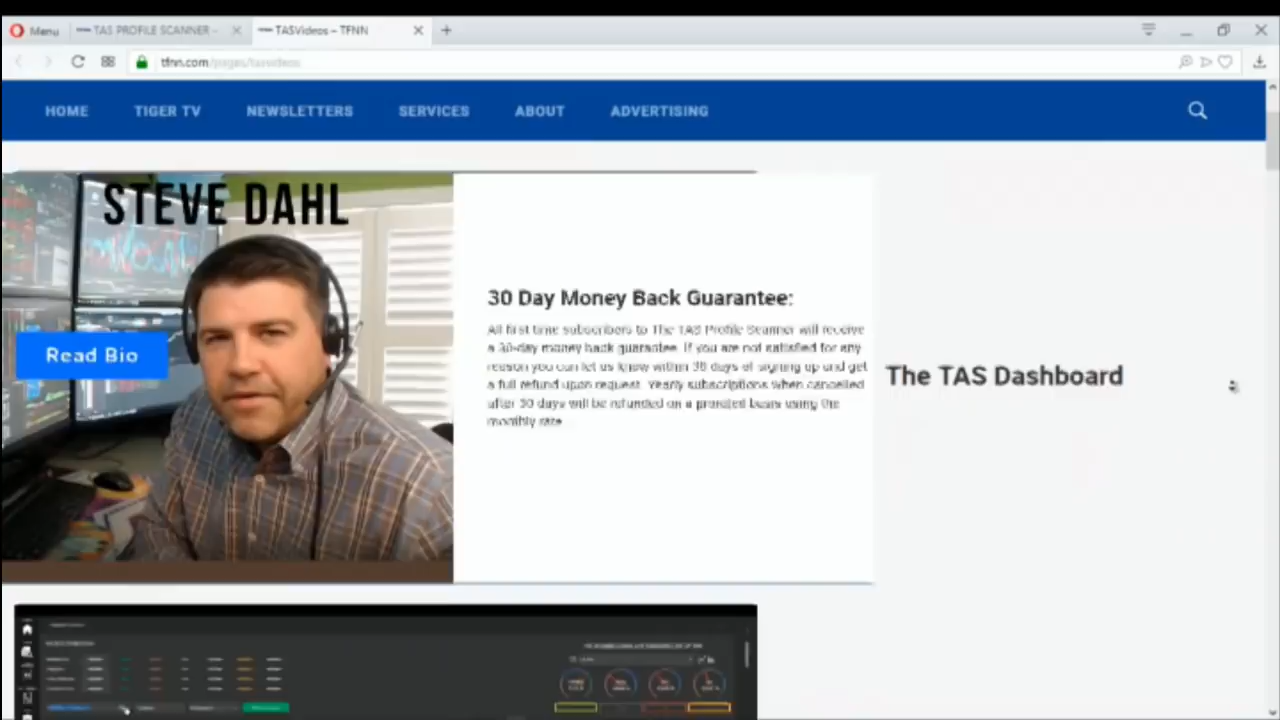 Menu
TAS PROFILE SCANNER -
TASVideos – TFNN
tfnn.com/pages/tasvideos
HOME
TIGER TV
NEWSLETTERS
SERVICES
ABOUT
ADVERTISING
STEVE DAHL
Read Bio
30 Day Money Back Guarantee:
All first time subscribers to The TAS Profile Scanner will receive
a 30-day money back guarantee. If you are not satisfied for any
reason you can let us know within 30 days of signing up and get
a full refund upon request. Yearly subscriptions when cancelled
after 30 days will be refunded on a prorated basis using the
monthly rate
The TAS Dashboard